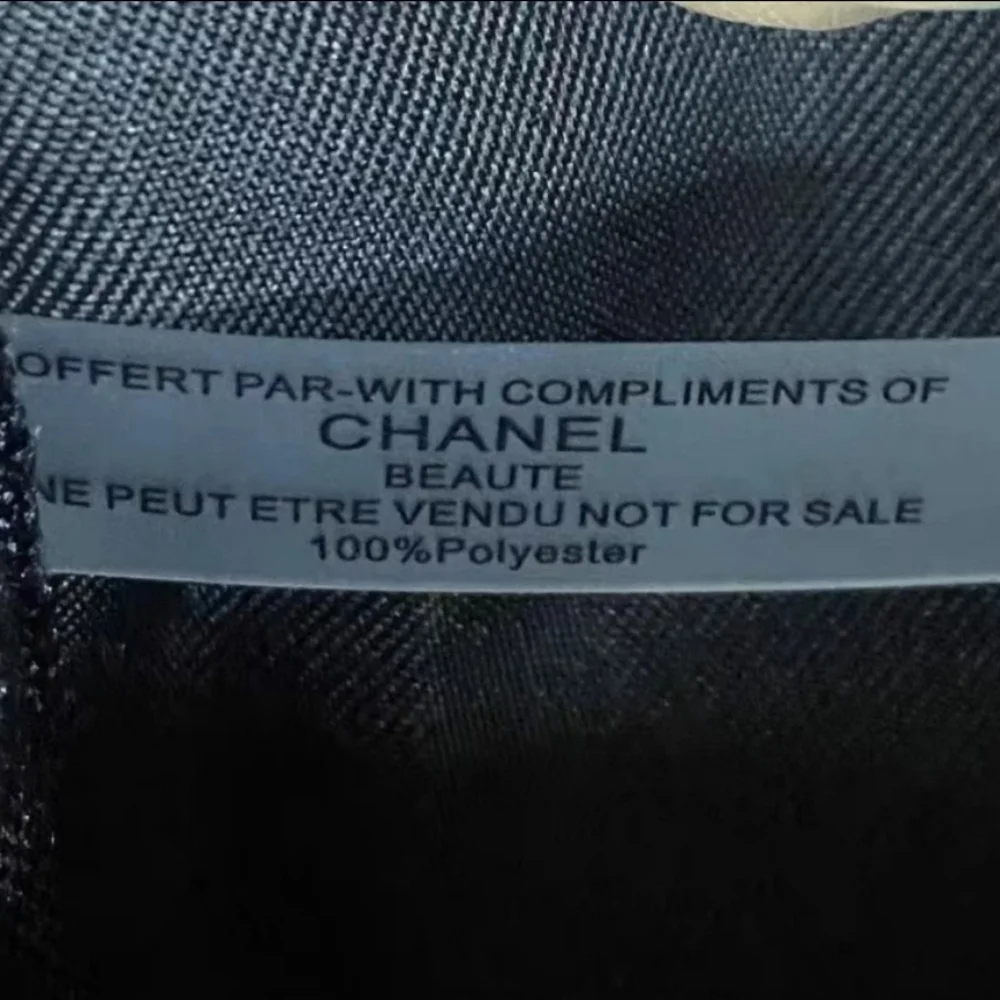 OFFERT PAR-WITH COMPLIMENTS OF
CHANEL
BEAUTE
NE PEUT ETRE VENDU NOT FOR SALE
100%Polyester